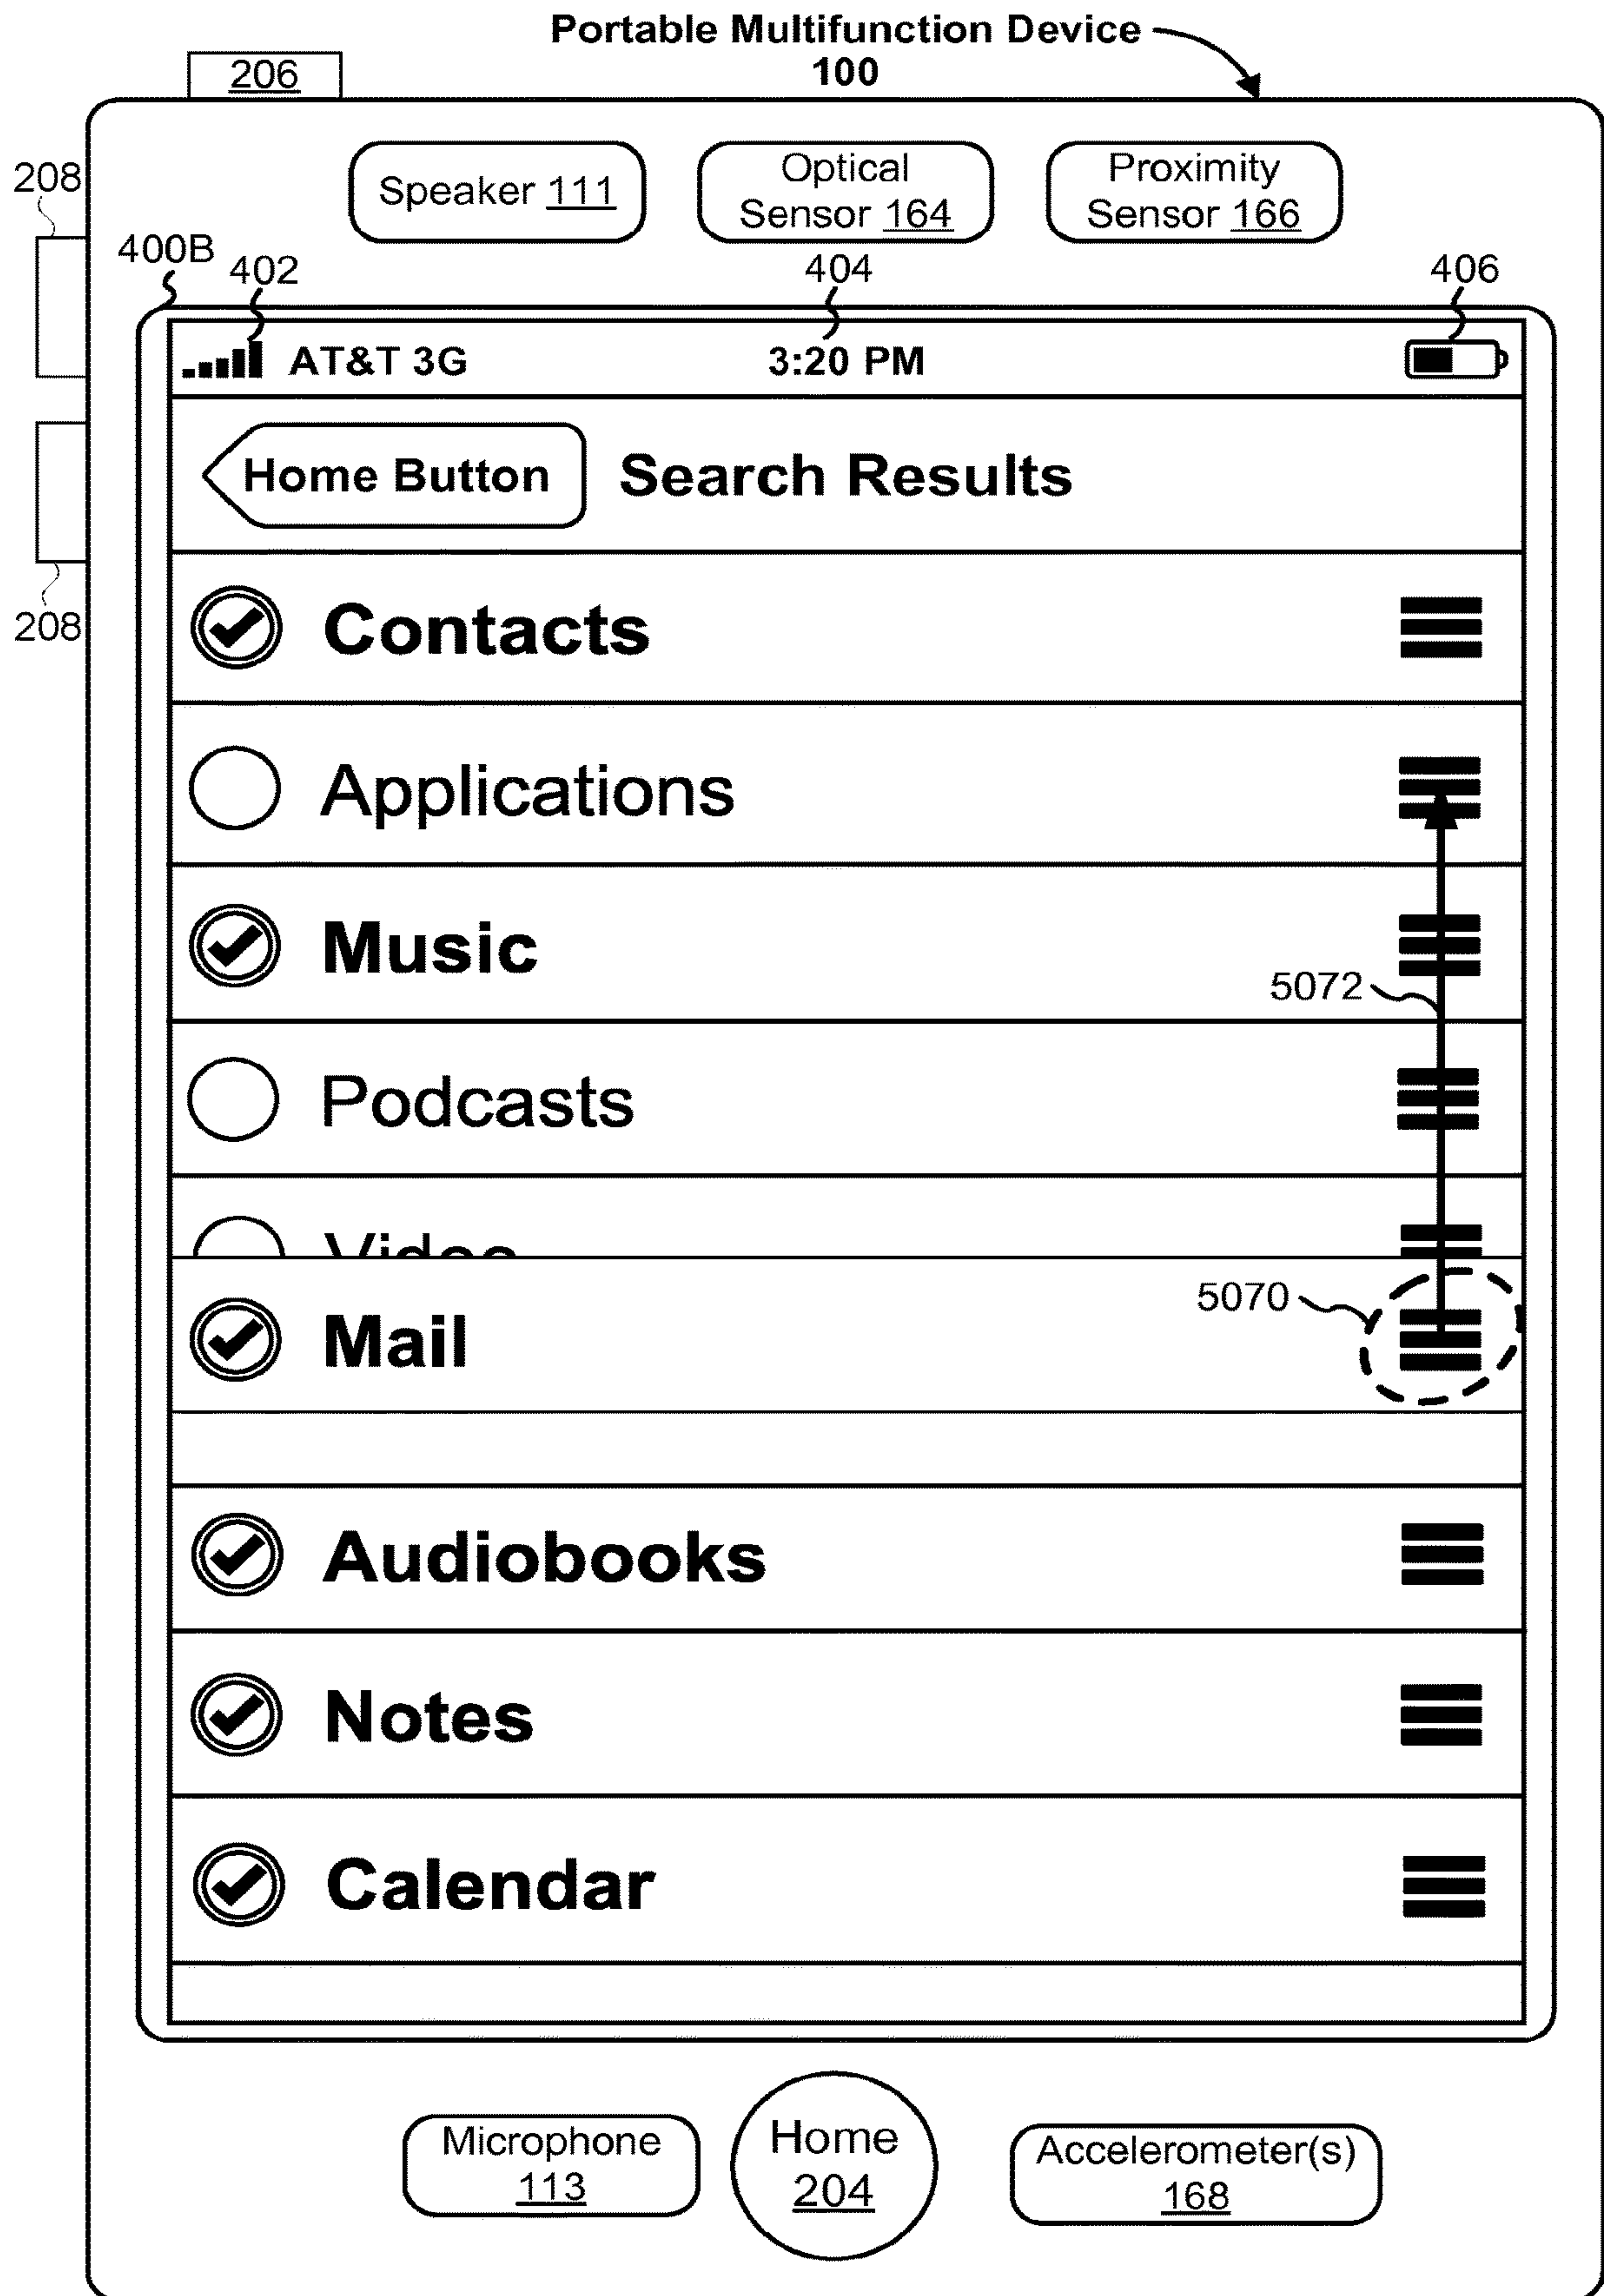 Portable Multifunction Device
100
206
208
Speaker 111
Optical
Sensor 164
Proximity
Sensor 166
400B
402
404
406
AT&T 3G
3:20 PM
Home Button
Search Results
208
Contacts
Applications
Music
5072
Podcasts
Video
5070
Mail
Audiobooks
Notes
Calendar
Microphone
113
Home
204
Accelerometer(s)
168